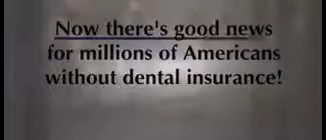 Now there's good news
for millions of Americans
without dental insurance!